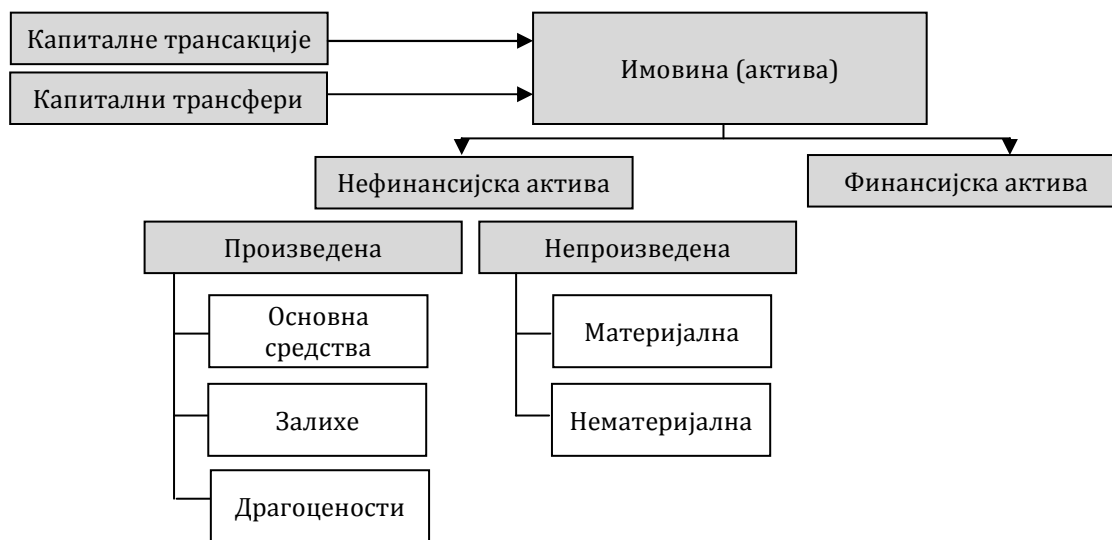 Капиталне трансакције
Капитални трансфери
Имовина (актива)
Нефинансијска актива
Финансијска актива
Произведена
Непроизведена
Основна
средства
Залихе
Драгоцености
Материјална
Нематеријална